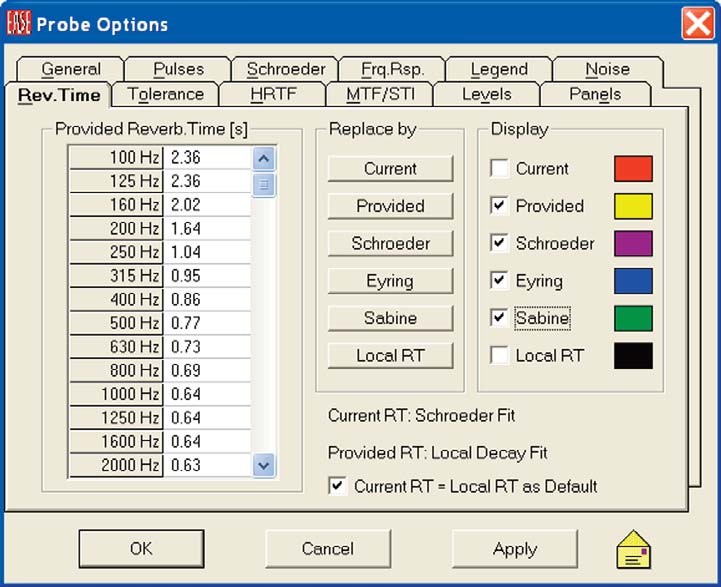 EASE Probe Options
General Pulses Schroeder Frq.Rsp. Legend Noise
Rev.Time Tolerance HRTF MTF/STI Levels Panels
Provided Reverb.Time [s] Replace by Display
100 Hz 2.36
125 Hz 2.36
160 Hz 2.02
200 Hz 1.64
250 Hz 1.04
315 Hz 0.95
400 Hz 0.86
500 Hz 0.77
630 Hz 0.73
800 Hz 0.69
1000 Hz 0.64
1250 Hz 0.64
1600 Hz 0.64
2000 Hz 0.63
Current
Provided
Schroeder
Eyring
Sabine
Local RT
Current
Provided
Schroeder
Eyring
Sabine
Local RT
Current RT: Schroeder Fit
Provided RT: Local Decay Fit
Current RT = Local RT as Default
OK Cancel Apply